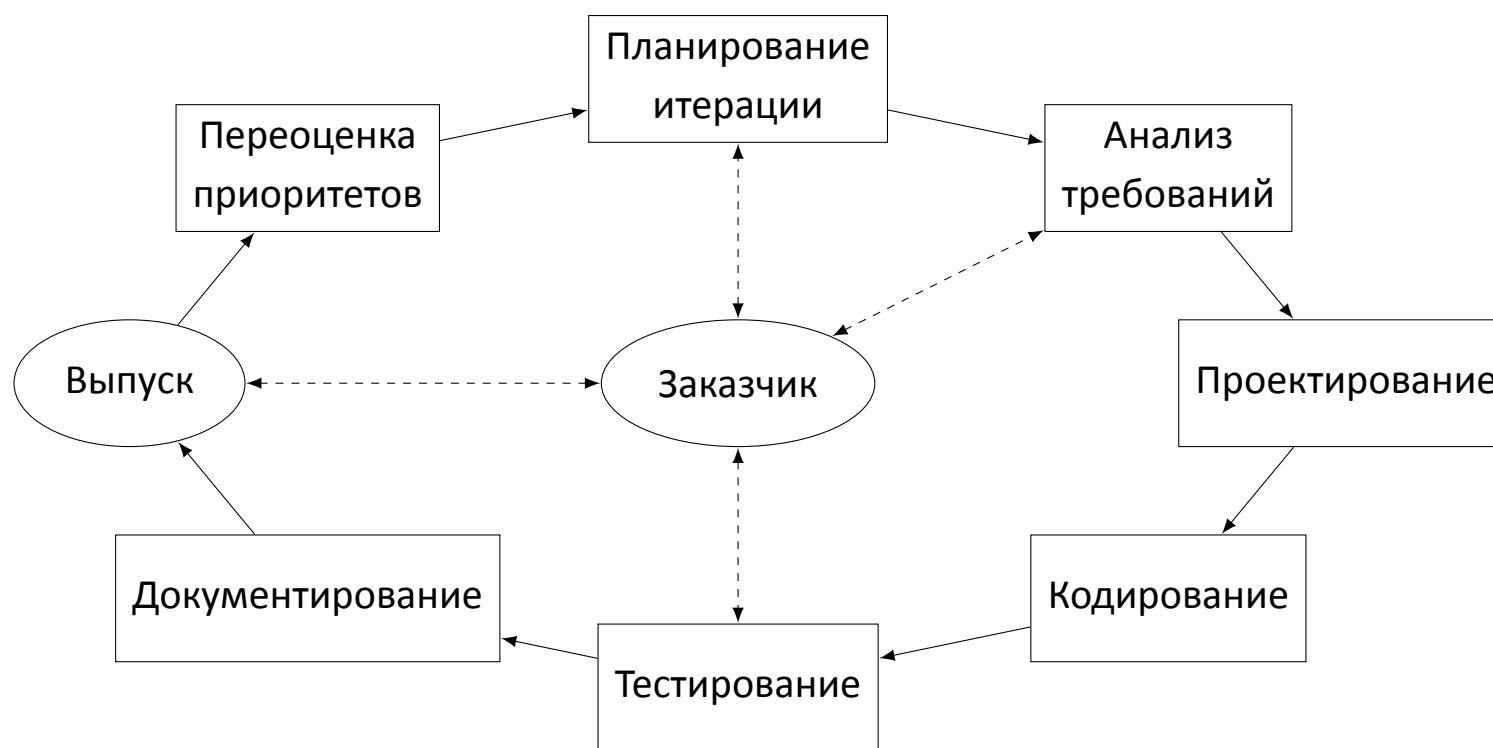 Планирование
итерации
Переоценка
приоритетов
Анализ
требований
Выпуск
Заказчик
Проектирование
Документирование
Кодирование
Тестирование